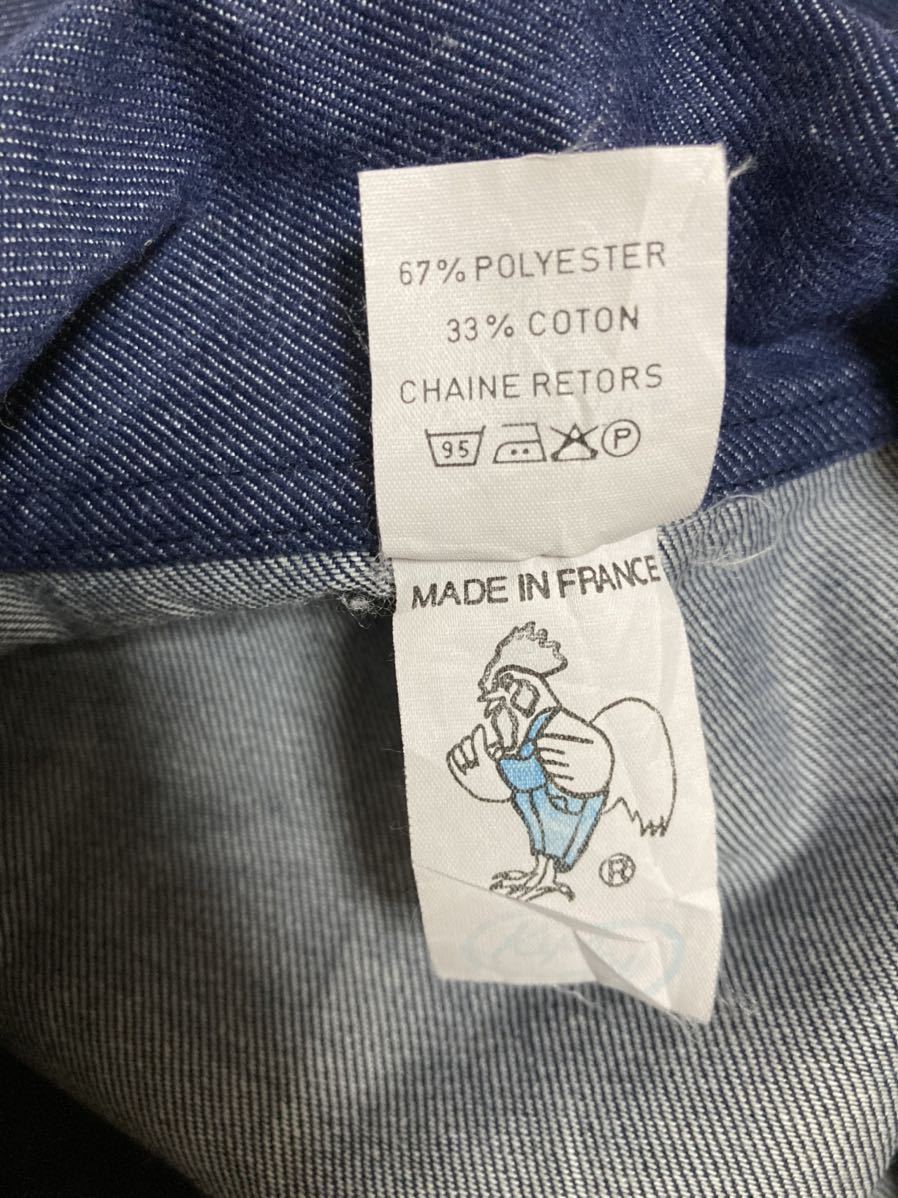 67% POLYESTER
33% COTON
CHAINE RETORS
95 P
MADE IN FRANCE
®